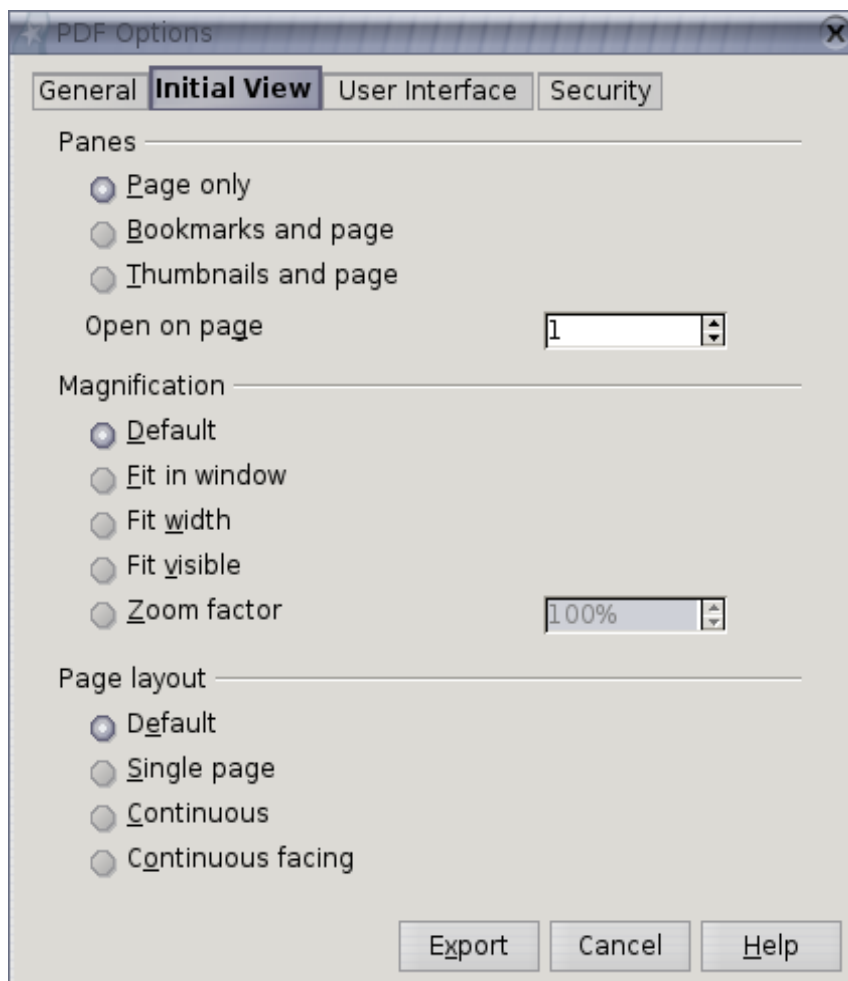 PDF Options
General Initial View User Interface Security
Panes
Page only
Bookmarks and page
Thumbnails and page
Open on page 1
Magnification
Default
Fit in window
Fit width
Fit visible
Zoom factor 100%
Page layout
Default
Single page
Continuous
Continuous facing
Export Cancel Help